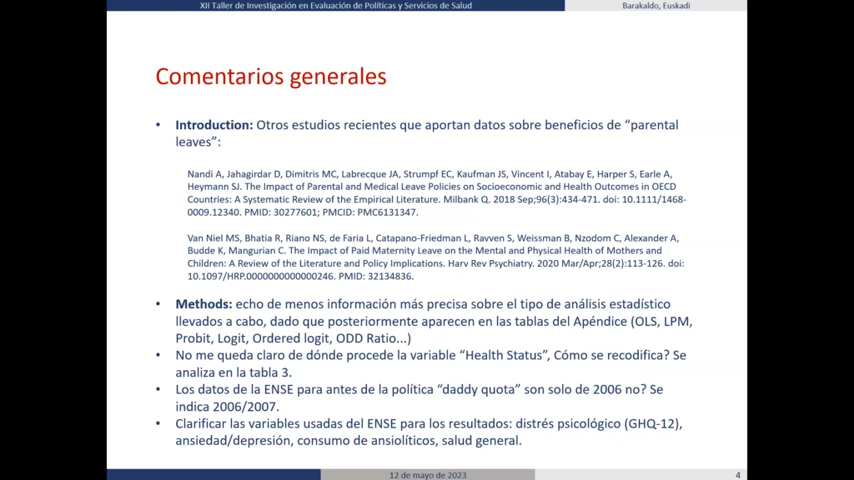 XII Taller de Investigación en Evaluación de Políticas y Servicios de Salud
Barakaldo, Euskadi
Comentarios generales
• Introduction: Otros estudios recientes que aportan datos sobre beneficios de “parental
leaves”:
Nandi A, Jahagirdar D, Dimitris MC, Labrecque JA, Strumpf EC, Kaufman JS, Vincent I, Atabay E, Harper S, Earle A,
Heymann SJ. The Impact of Parental and Medical Leave Policies on Socioeconomic and Health Outcomes in OECD
Countries: A Systematic Review of the Empirical Literature. Milbank Q. 2018 Sep;96(3):434-471. doi: 10.1111/1468-
0009.12340. PMID: 30277601; PMCID: PMC6131347.
Van Niel MS, Bhatia R, Riano NS, de Faria L, Catapano-Friedman L, Ravven S, Weissman B, Nzodom C, Alexander A,
Budde K, Mangurian C. The Impact of Paid Maternity Leave on the Mental and Physical Health of Mothers and
Children: A Review of the Literature and Policy Implications. Harv Rev Psychiatry. 2020 Mar/Apr;28(2):113-126. doi:
10.1097/HRP.0000000000000246. PMID: 32134836.
• Methods: echo de menos información más precisa sobre el tipo de análisis estadístico
llevados a cabo, dado que posteriormente aparecen en las tablas del Apéndice (OLS, LPM,
Probit, Logit, Ordered logit, ODD Ratio...)
• No me queda claro de dónde procede la variable “Health Status”, Cómo se recodifica? Se
analiza en la tabla 3.
• Los datos de la ENSE para antes de la política “daddy quota” son solo de 2006 no? Se
indica 2006/2007.
• Clarificar las variables usadas del ENSE para los resultados: distrés psicológico (GHQ-12),
ansiedad/depresión, consumo de ansiolíticos, salud general.
12 de mayo de 2023
4